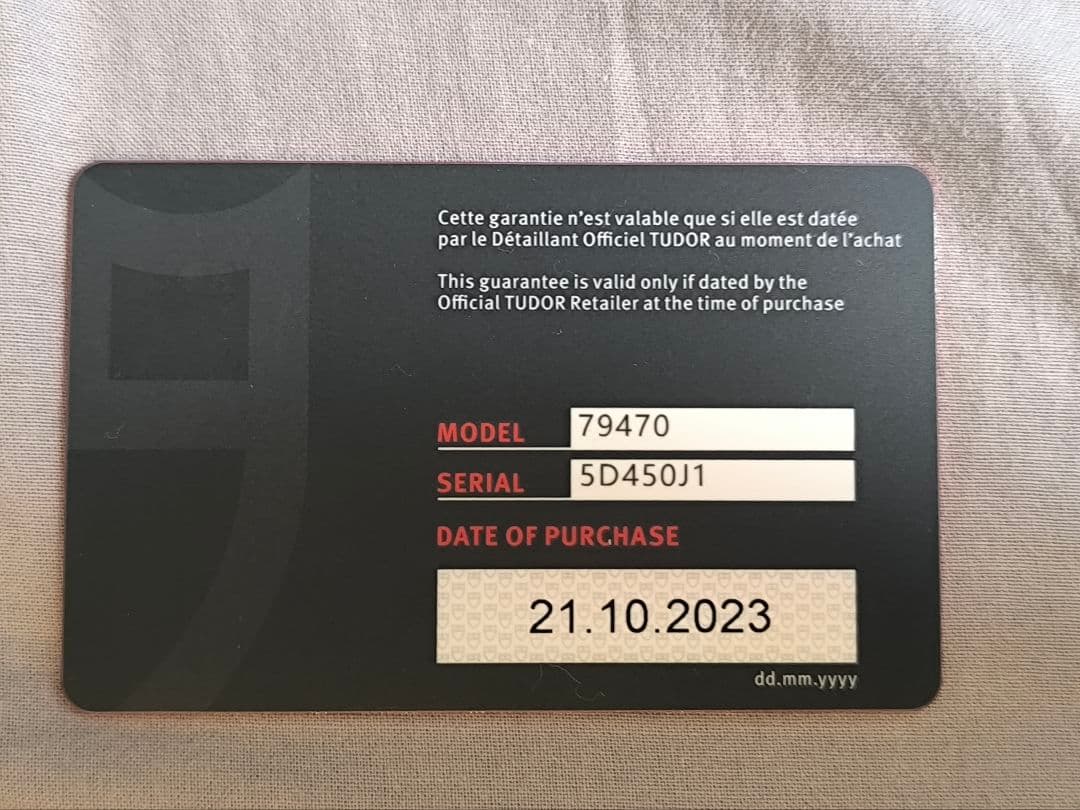 Cette garantie n'est valable que si elle est datée
par le Détaillant Officiel TUDOR au moment de l'achat
This guarantee is valid only if dated by the
Official TUDOR Retailer at the time of purchase
MODEL 79470
SERIAL 5D450J1
DATE OF PURCHASE
21.10.2023
dd.mm.yyyy